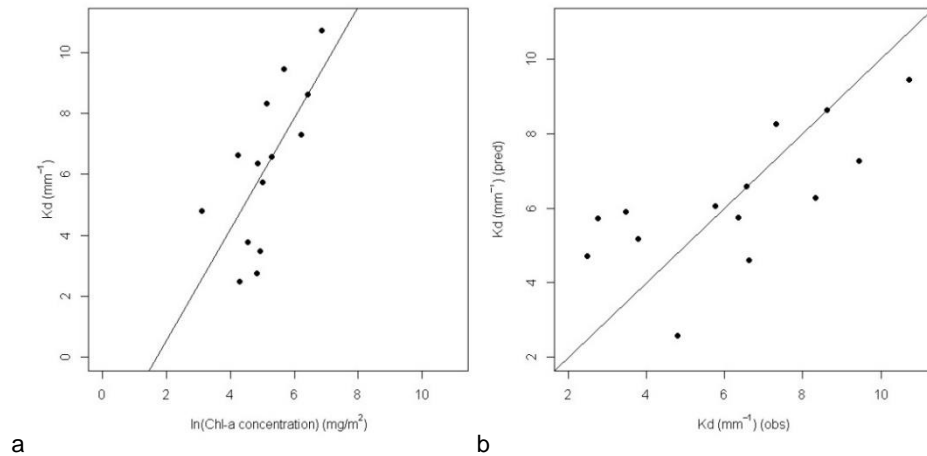 Kd (mm⁻¹)
10
8
6
4
2
0
0 2 4 6 8 10
ln(Chl-a concentration) (mg/m²)
a
Kd (mm⁻¹) (pred)
10
8
6
4
2
2 4 6 8 10
Kd (mm⁻¹) (obs)
b